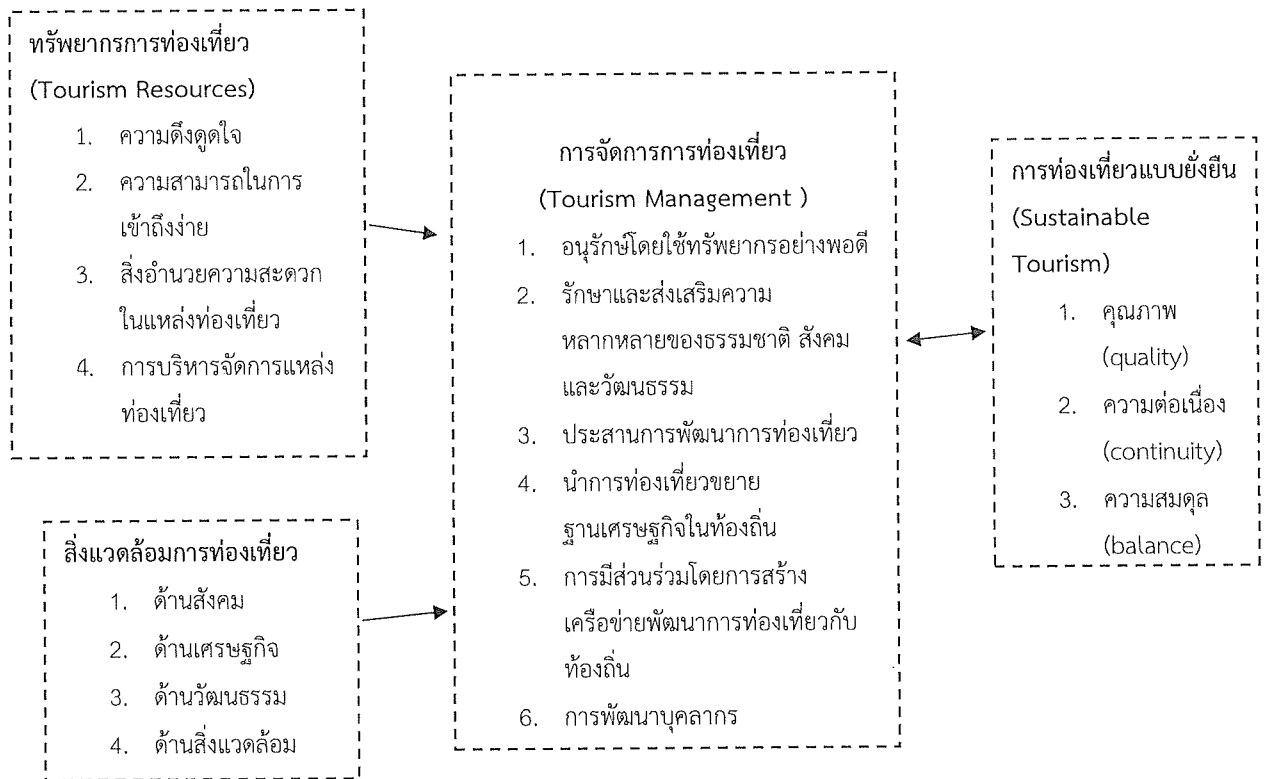 ทรัพยากรการท่องเที่ยว
(Tourism Resources)
1. ความดึงดูดใจ
2. ความสามารถในการ
เข้าถึงง่าย
3. สิ่งอำนวยความสะดวก
ในแหล่งท่องเที่ยว
4. การบริหารจัดการแหล่ง
ท่องเที่ยว
สิ่งแวดล้อมการท่องเที่ยว
1. ด้านสังคม
2. ด้านเศรษฐกิจ
3. ด้านวัฒนธรรม
4. ด้านสิ่งแวดล้อม
การจัดการการท่องเที่ยว
(Tourism Management )
1. อนุรักษ์โดยใช้ทรัพยากรอย่างพอดี
2. รักษาและส่งเสริมความ
หลากหลายของธรรมชาติ สังคม
และวัฒนธรรม
3. ประสานการพัฒนาการท่องเที่ยว
4. นำการท่องเที่ยวขยาย
ฐานเศรษฐกิจในท้องถิ่น
5. การมีส่วนร่วมโดยการสร้าง
เครือข่ายพัฒนาการท่องเที่ยวกับ
ท้องถิ่น
6. การพัฒนาบุคลากร
การท่องเที่ยวแบบยั่งยืน
(Sustainable
Tourism)
1. คุณภาพ
(quality)
2. ความต่อเนื่อง
(continuity)
3. ความสมดุล
(balance)